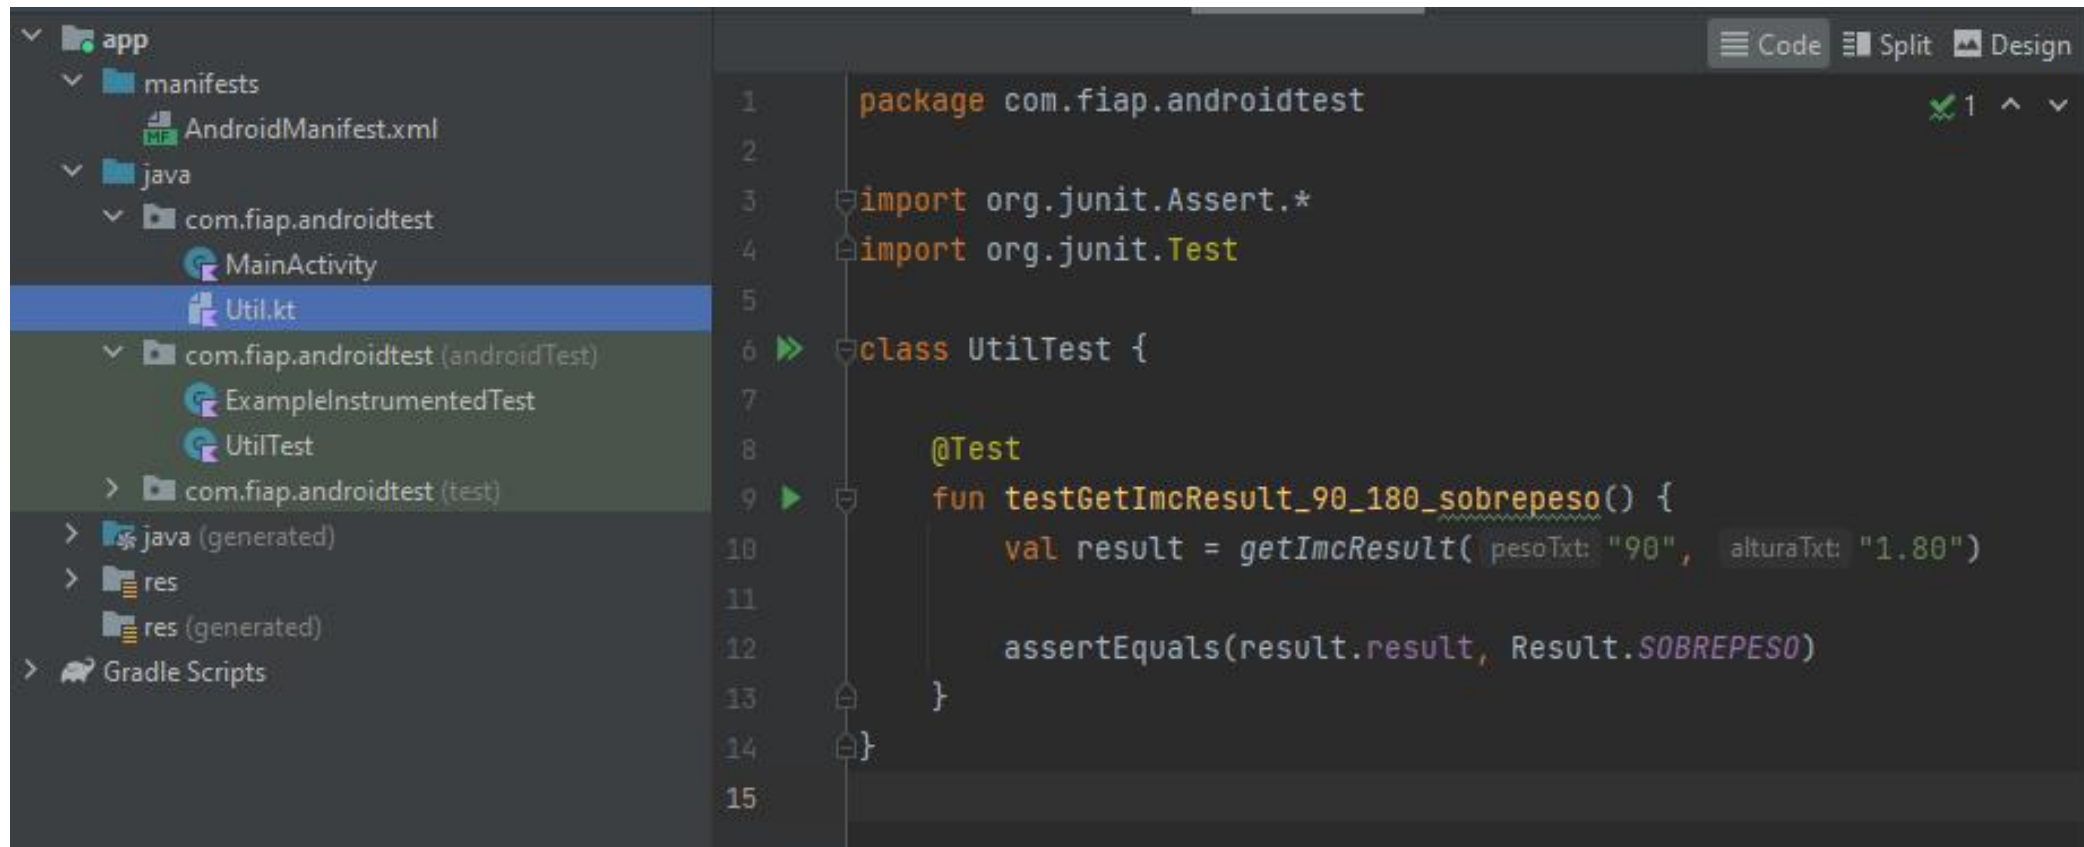 app
manifests
MF AndroidManifest.xml
java
com.fiap.androidtest
MainActivity
Util.kt
com.fiap.androidtest (androidTest)
ExampleInstrumentedTest
UtilTest
com.fiap.androidtest (test)
java (generated)
res
res (generated)
Gradle Scripts
Code Split Design
1 package com.fiap.androidtest
1
2
3 import org.junit.Assert.*
4 import org.junit.Test
5
6 class UtilTest {
7
8 @Test
9 fun testGetImcResult_90_180_sobrepeso() {
10 val result = getImcResult( pesoTxt: "90", alturaTxt: "1.80")
11
12 assertEquals(result.result, Result.SOBREPESO)
13 }
14 }
15